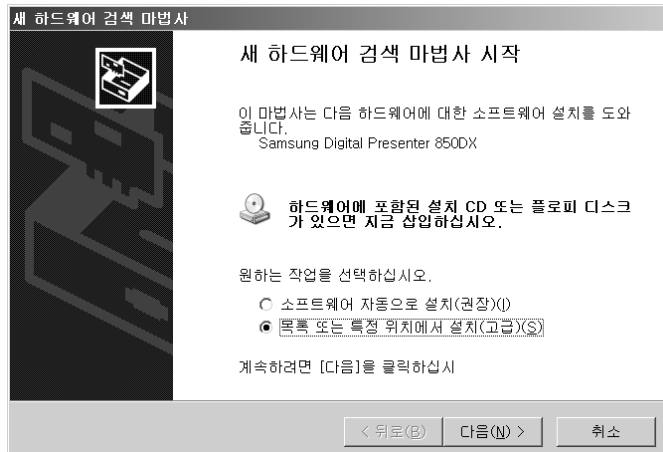 새 하드웨어 검색 마법사
새 하드웨어 검색 마법사 시작
이 마법사는 다음 하드웨어에 대한 소프트웨어 설치를 도와
줍니다.
Samsung Digital Presenter 850DX
하드웨어에 포함된 설치 CD 또는 플로피 디스크
가 있으면 지금 삽입하십시오.
원하는 작업을 선택하십시오.
소프트웨어 자동으로 설치(권장)(I)
목록 또는 특정 위치에서 설치(고급)(S)
계속하려면 [다음]을 클릭하십시
< 뒤로(B) 다음(N) > 취소